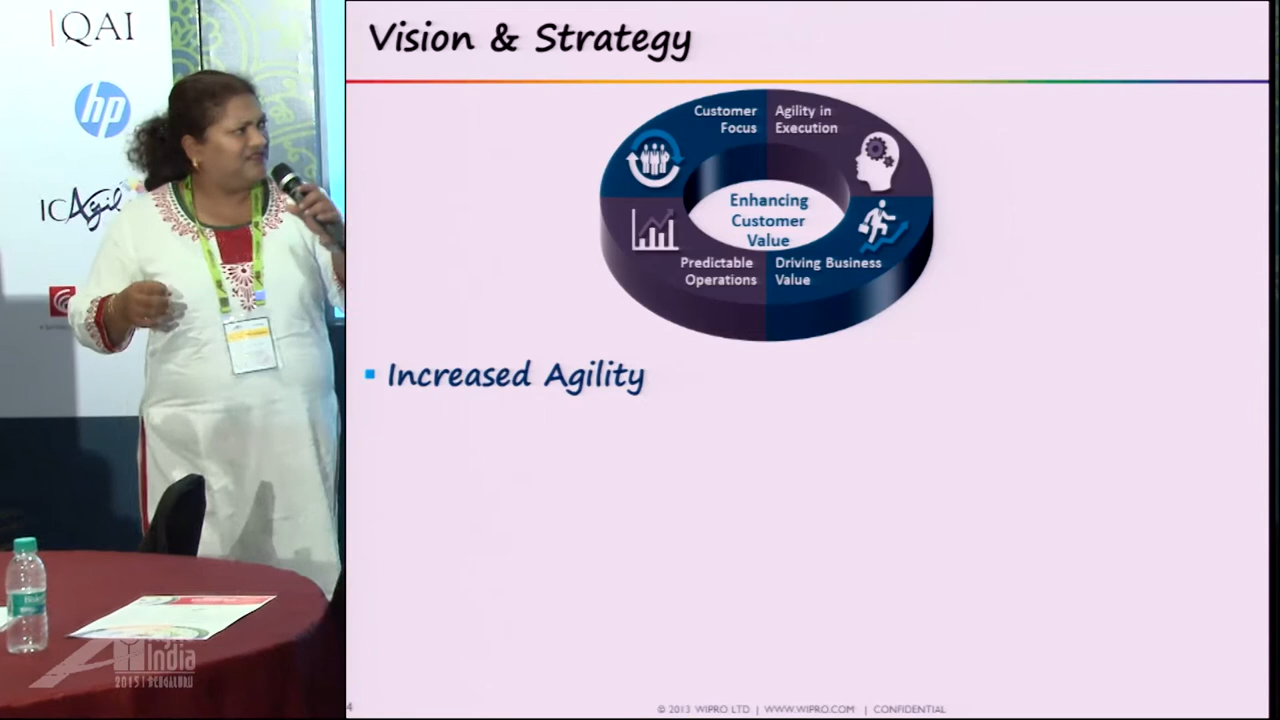 QAI
hp
ICAgile
Vision & Strategy
Customer
Focus
Agility in
Execution
Enhancing
Customer
Value
Predictable
Operations
Driving Business
Value
Increased Agility
India
2015 | BENGALURU
4
© 2013 WIPRO LTD | WWW.WIPRO.COM | CONFIDENTIAL